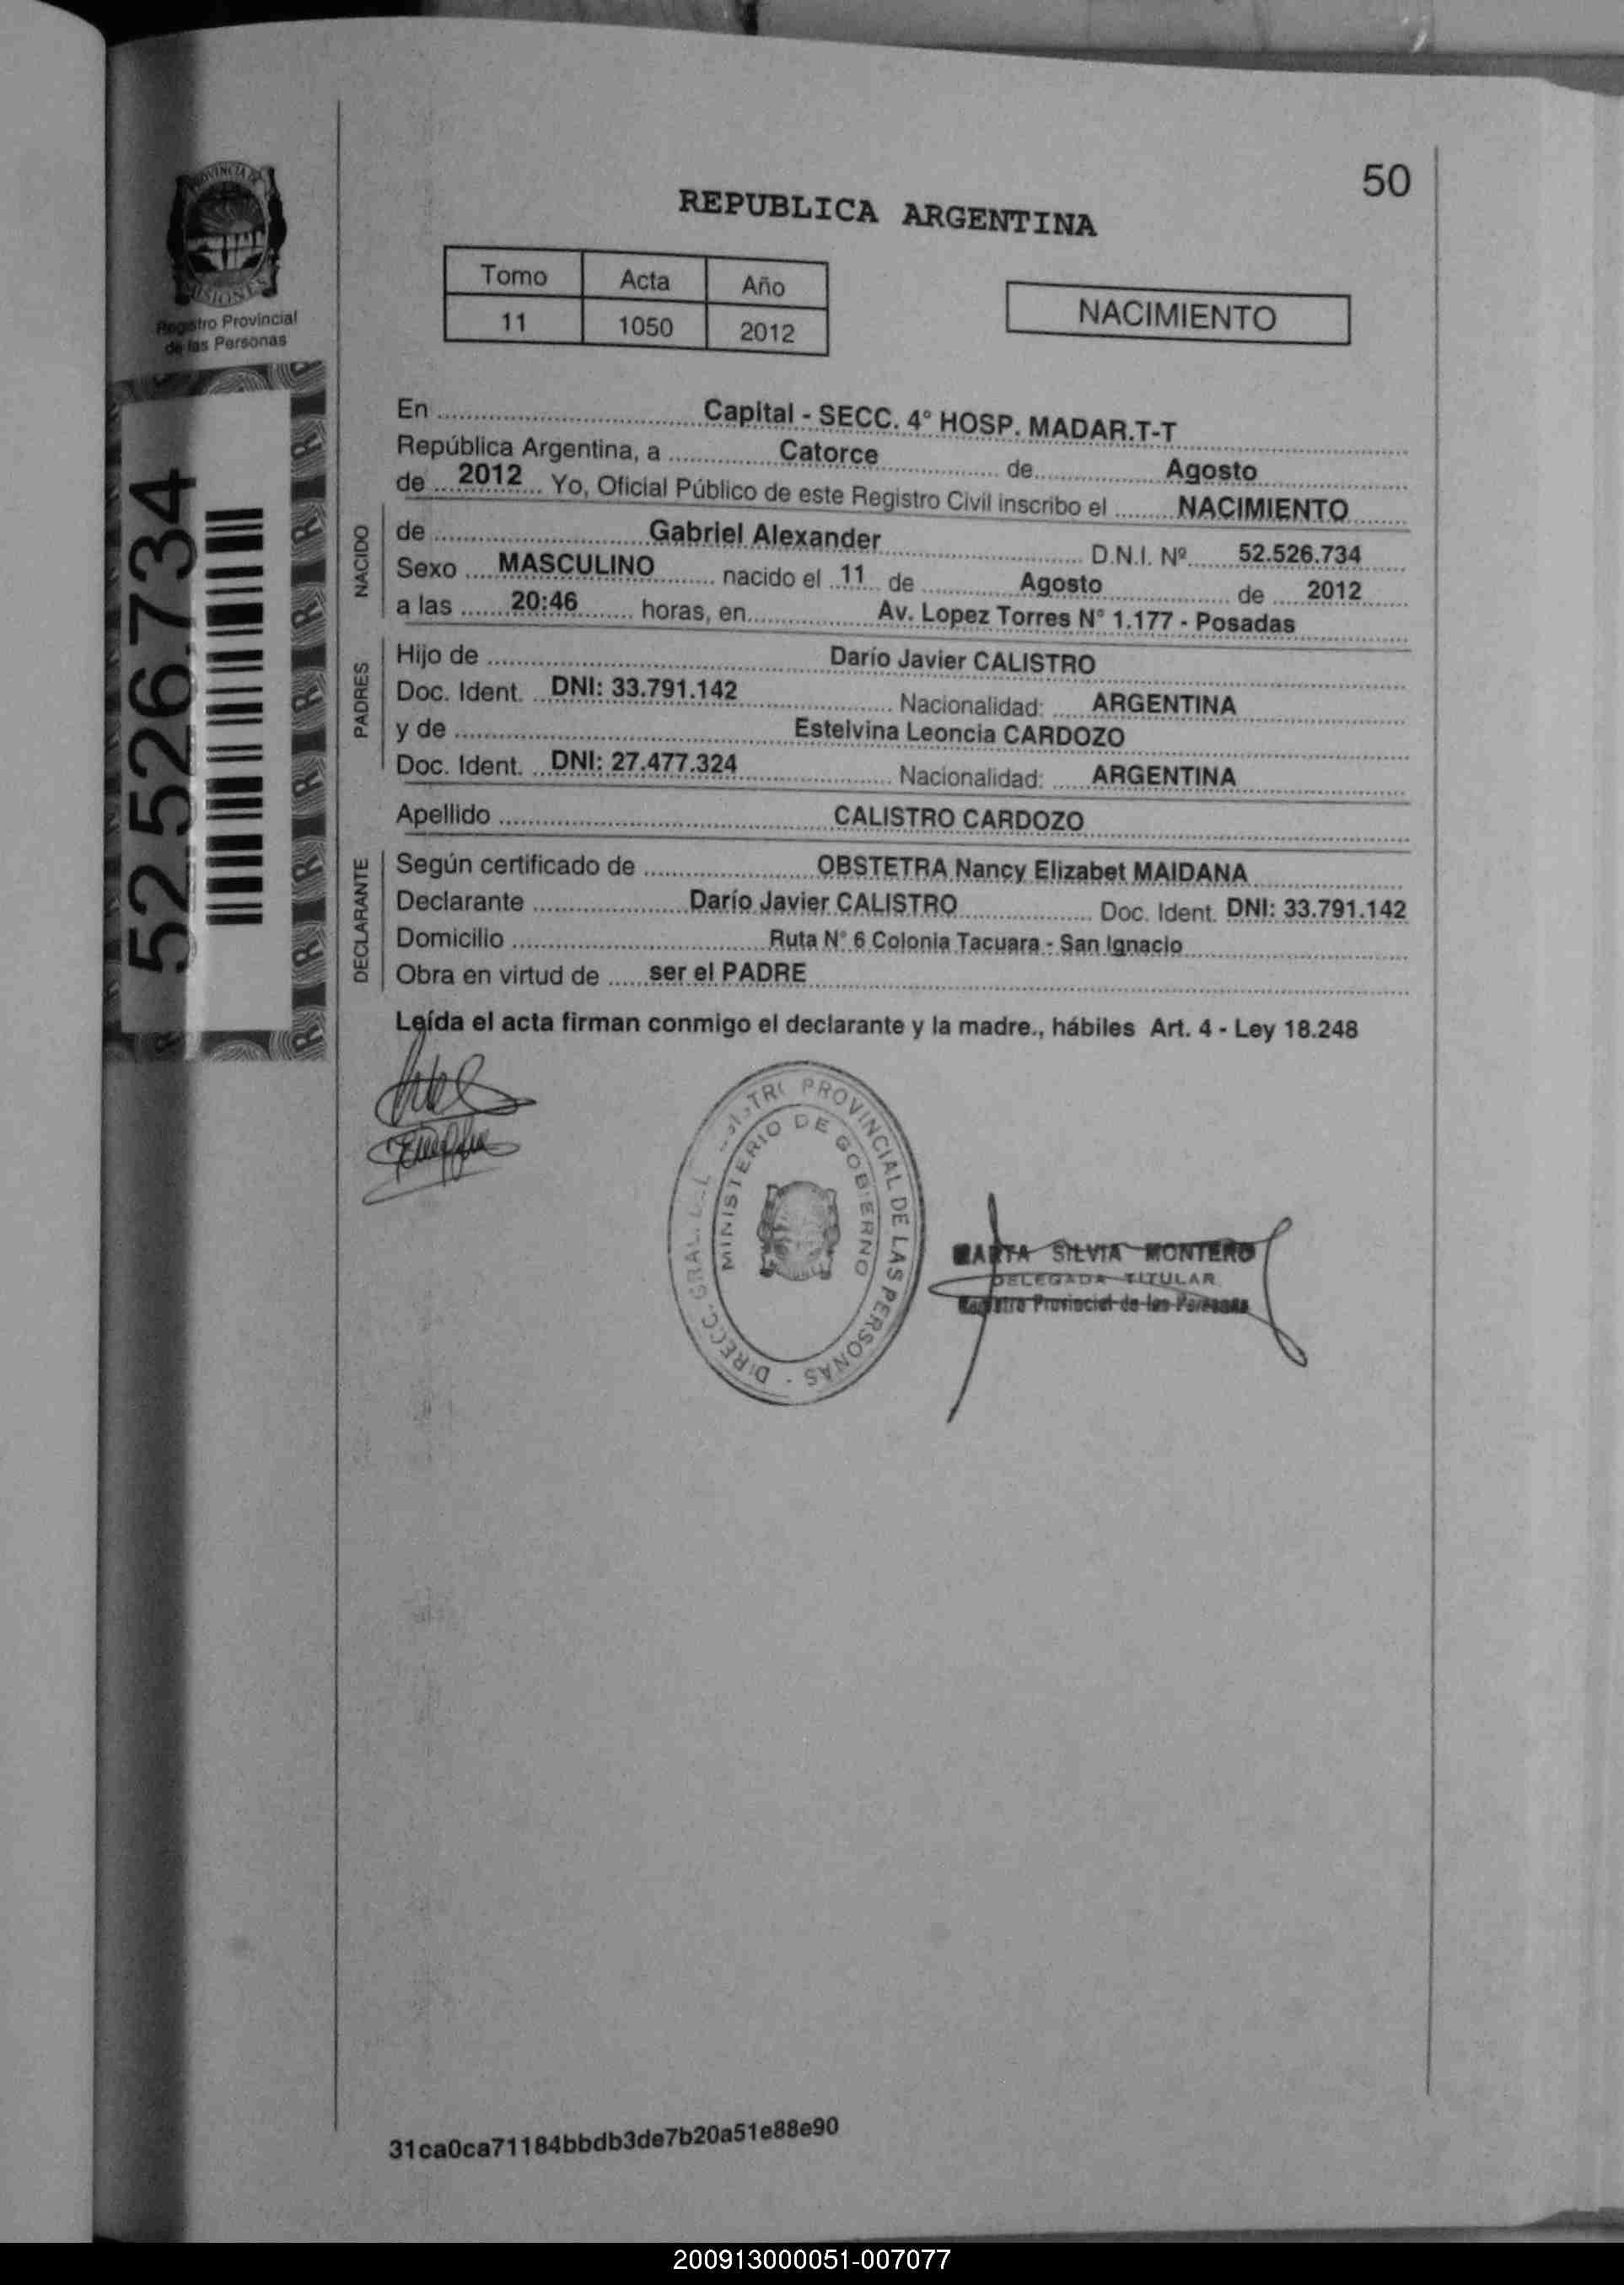 50
PROVINCIA DE
MISIONES
Registro Provincial
de las Personas
REPUBLICA ARGENTINA
Tomo Acta Año
11 1050 2012
NACIMIENTO
52.526.734
En Capital - SECC. 4° HOSP. MADAR.T-T
República Argentina, a Catorce de Agosto
de 2012 Yo, Oficial Público de este Registro Civil inscribo el NACIMIENTO
NACIDO
de Gabriel Alexander D.N.I. Nº 52.526.734
Sexo MASCULINO nacido el 11 de Agosto de 2012
a las 20:46 horas, en Av. Lopez Torres N° 1.177 - Posadas
PADRES
Hijo de Darío Javier CALISTRO
Doc. Ident. DNI: 33.791.142 Nacionalidad: ARGENTINA
y de Estelvina Leoncia CARDOZO
Doc. Ident. DNI: 27.477.324 Nacionalidad: ARGENTINA
Apellido CALISTRO CARDOZO
DECLARANTE
Según certificado de OBSTETRA Nancy Elizabet MAIDANA
Declarante Darío Javier CALISTRO Doc. Ident. DNI: 33.791.142
Domicilio Ruta N° 6 Colonia Tacuara - San Ignacio
Obra en virtud de ser el PADRE
Leída el acta firman conmigo el declarante y la madre., hábiles Art. 4 - Ley 18.248
DIRECC. GRAL. PROVINCIAL DE LAS PERSONAS -
MINISTERIO DE GOBIERNO
MARTA SILVIA MONTERO
DELEGADA TITULAR
Registro Provincial de las Personas
31ca0ca71184bbdb3de7b20a51e88e90
200913000051-007077